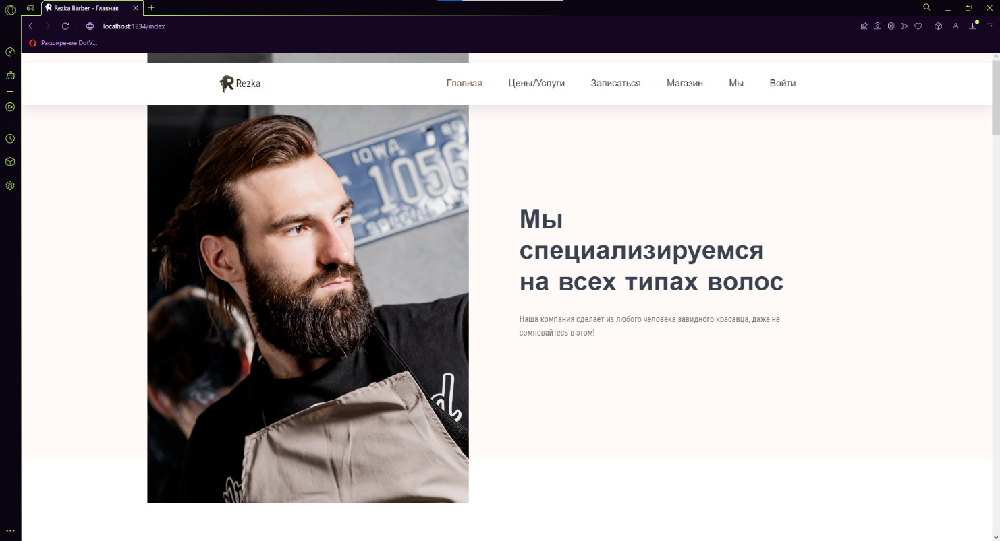 Rezka Barber - Главная
localhost:1234/index
Расширение DotV...
Rezka
Главная
Цены/Услуги
Записаться
Магазин
Мы
Войти
IOWA
1056
SPECIAL
Мы
специализируемся
на всех типах волос
Наша компания сделает из любого человека завидного красавца, даже не
сомневайтесь в этом!